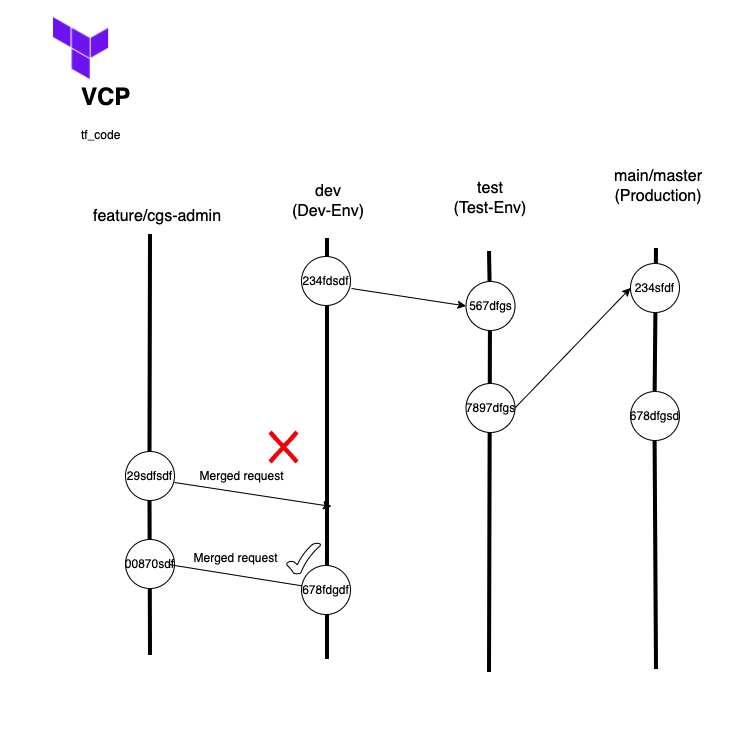 VCP
tf_code
feature/cgs-admin
dev
(Dev-Env)
test
(Test-Env)
main/master
(Production)
234fdsdf
567dfgs
234sfdf
7897dfgs
678dfgsd
29sdfsdf
Merged request
00870sdf
Merged request
678fdgdf